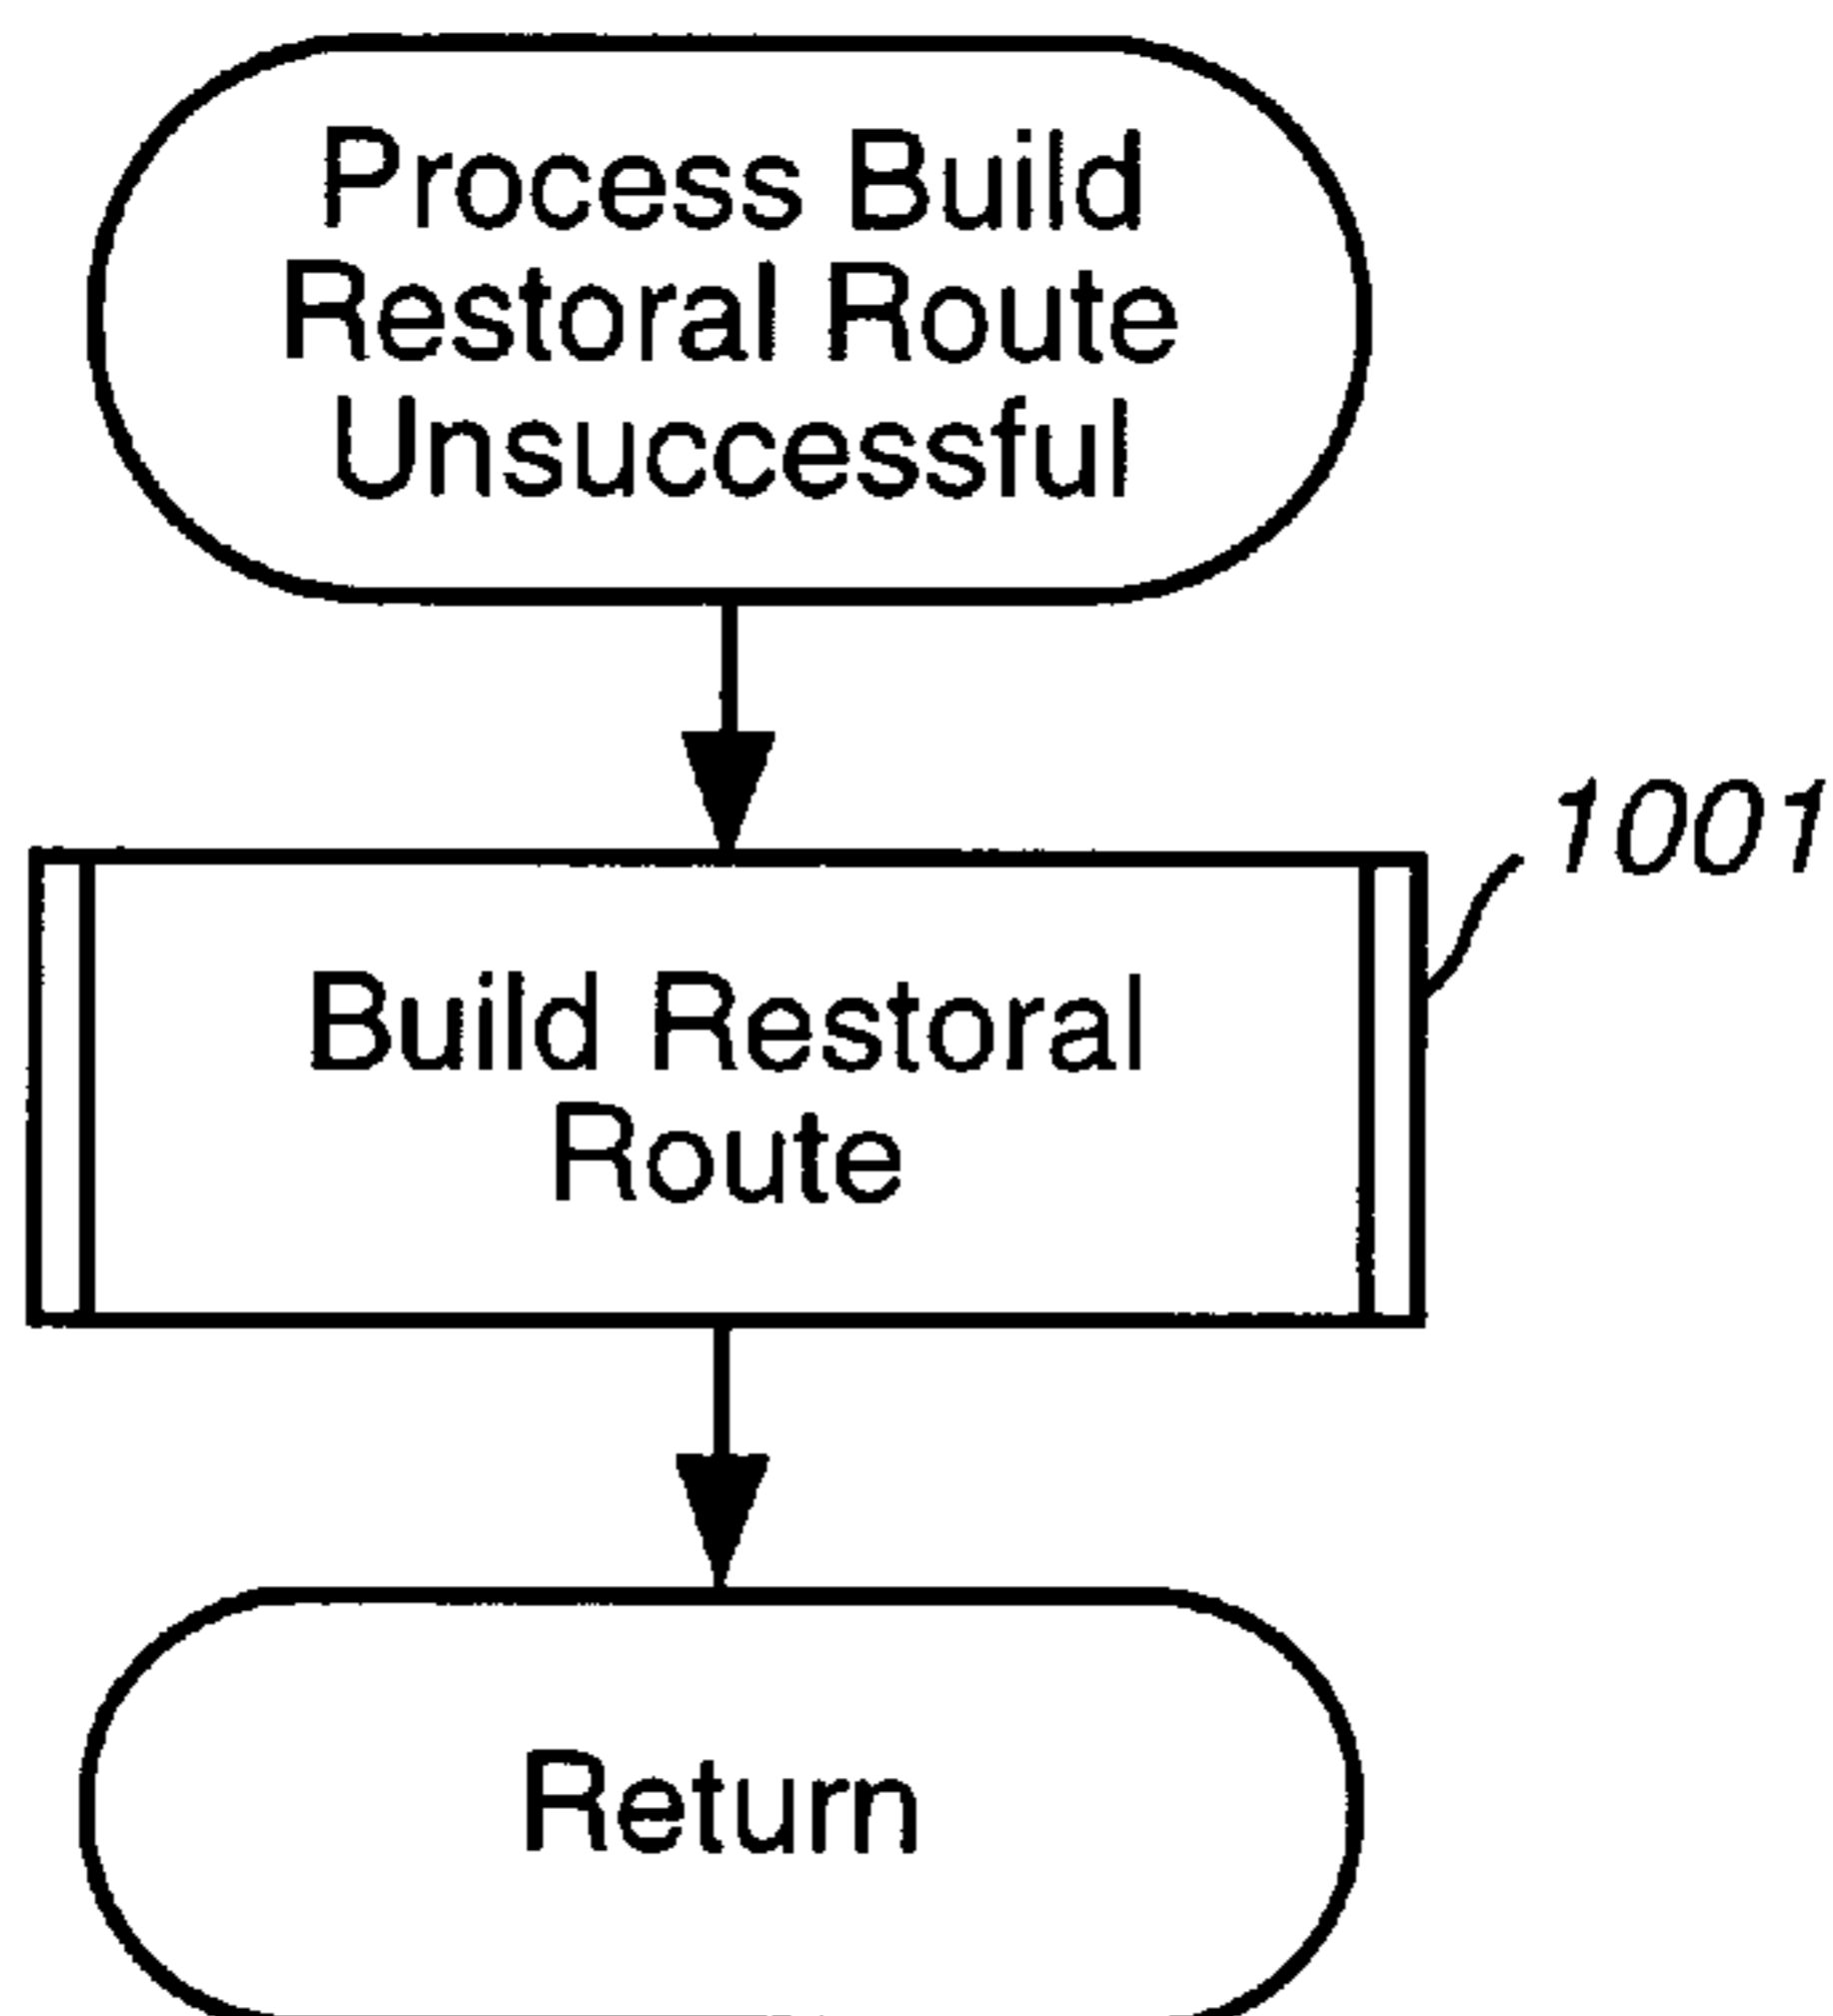 Process Build
Restoral Route
Unsuccessful
1001
Build Restoral
Route
Return